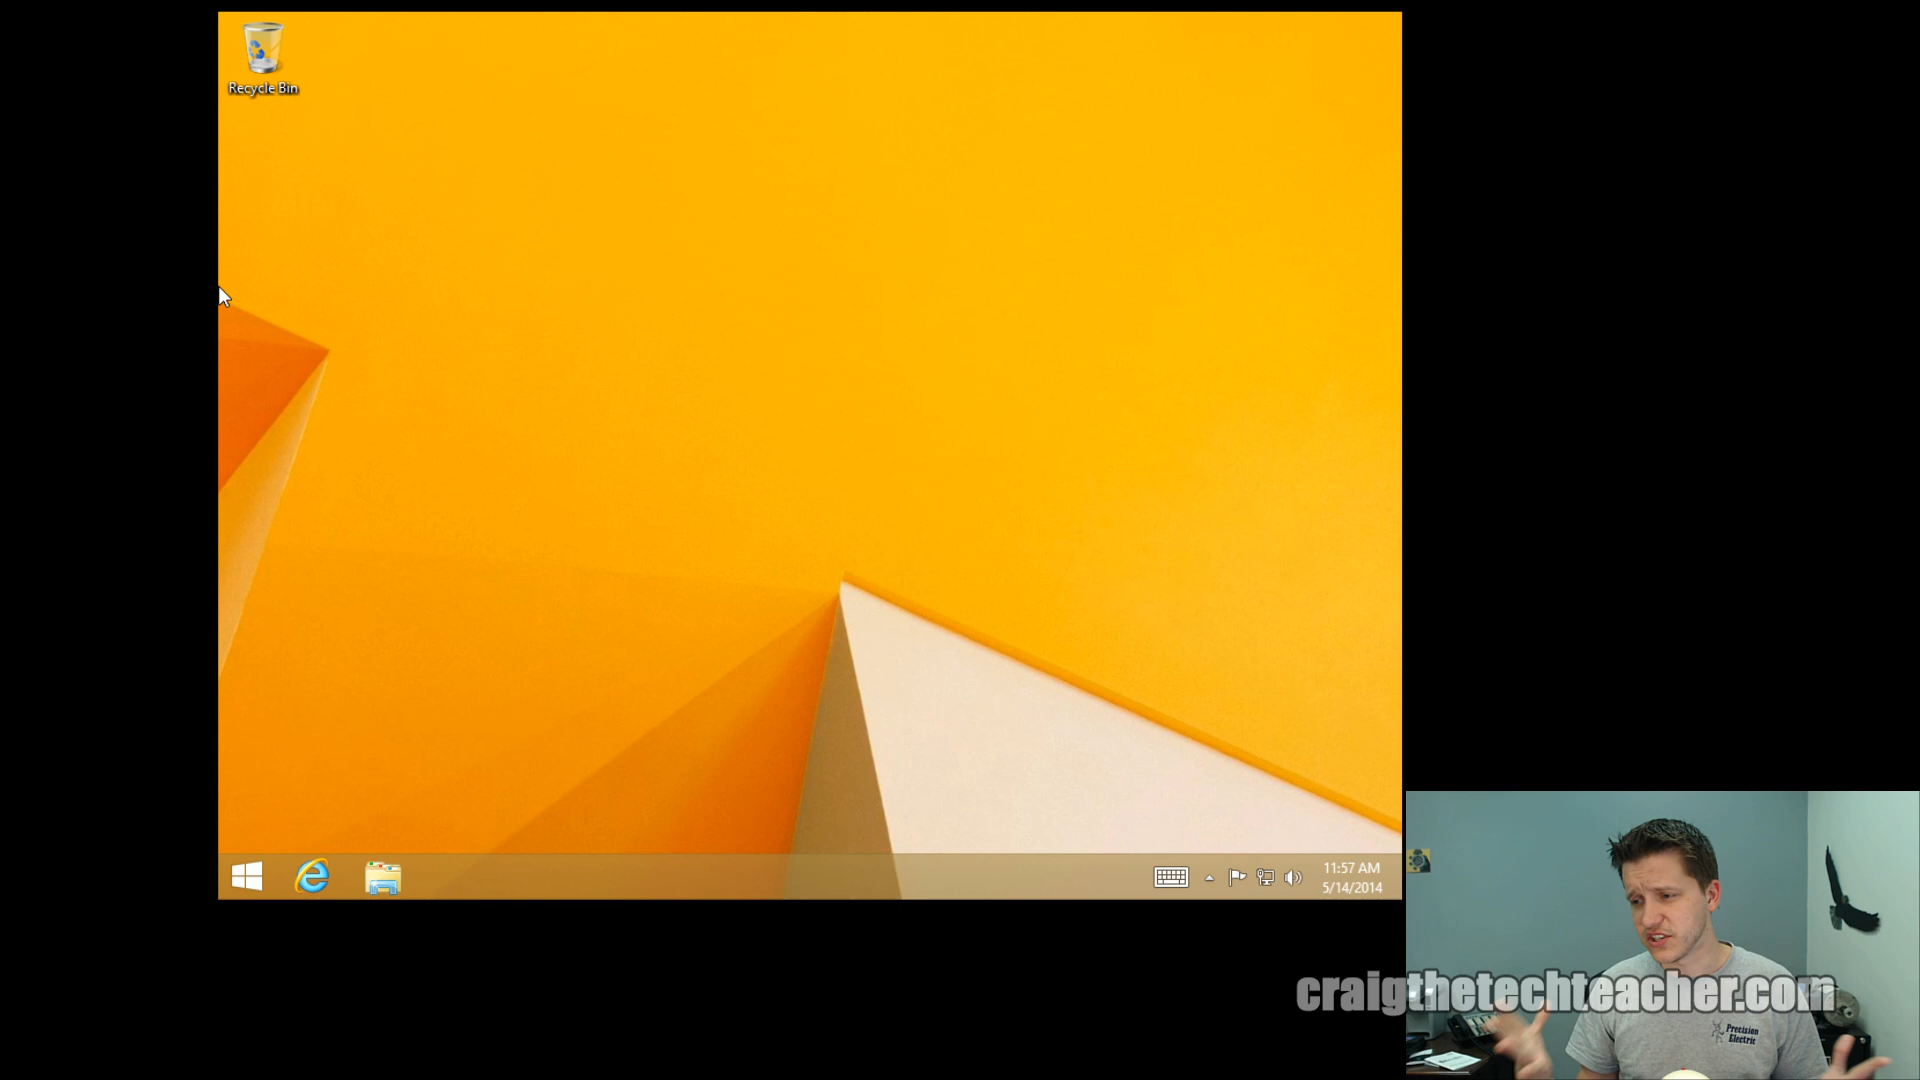 Recycle Bin
11:57 AM
5/14/2014
craigthetechteacher.com
Precision
Electric